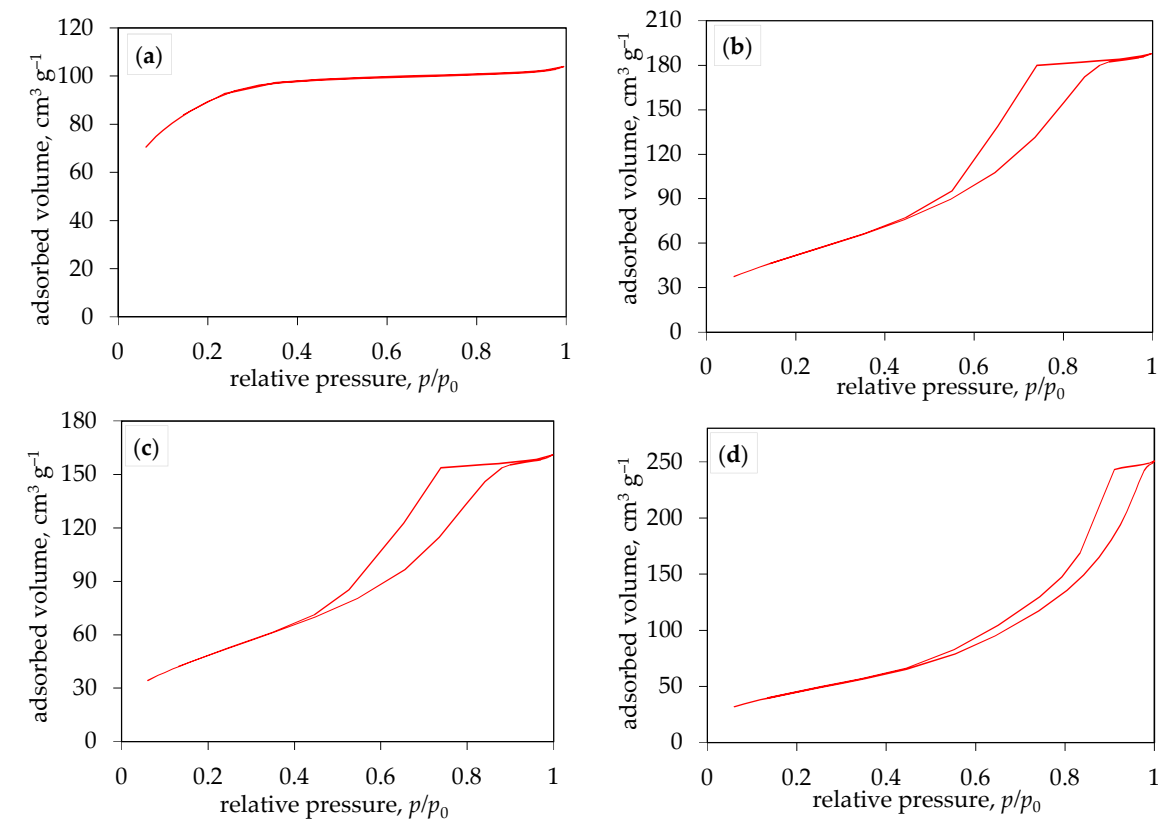 (a)
adsorbed volume, cm³ g⁻¹
120
100
80
60
40
20
0
0 0.2 0.4 0.6 0.8 1
relative pressure, p/p₀
(b)
adsorbed volume, cm³ g⁻¹
210
180
150
120
90
60
30
0
0 0.2 0.4 0.6 0.8 1
relative pressure, p/p₀
(c)
adsorbed volume, cm³ g⁻¹
180
150
120
90
60
30
0
0 0.2 0.4 0.6 0.8 1
relative pressure, p/p₀
(d)
adsorbed volume, cm³ g⁻¹
250
200
150
100
50
0
0 0.2 0.4 0.6 0.8 1
relative pressure, p/p₀